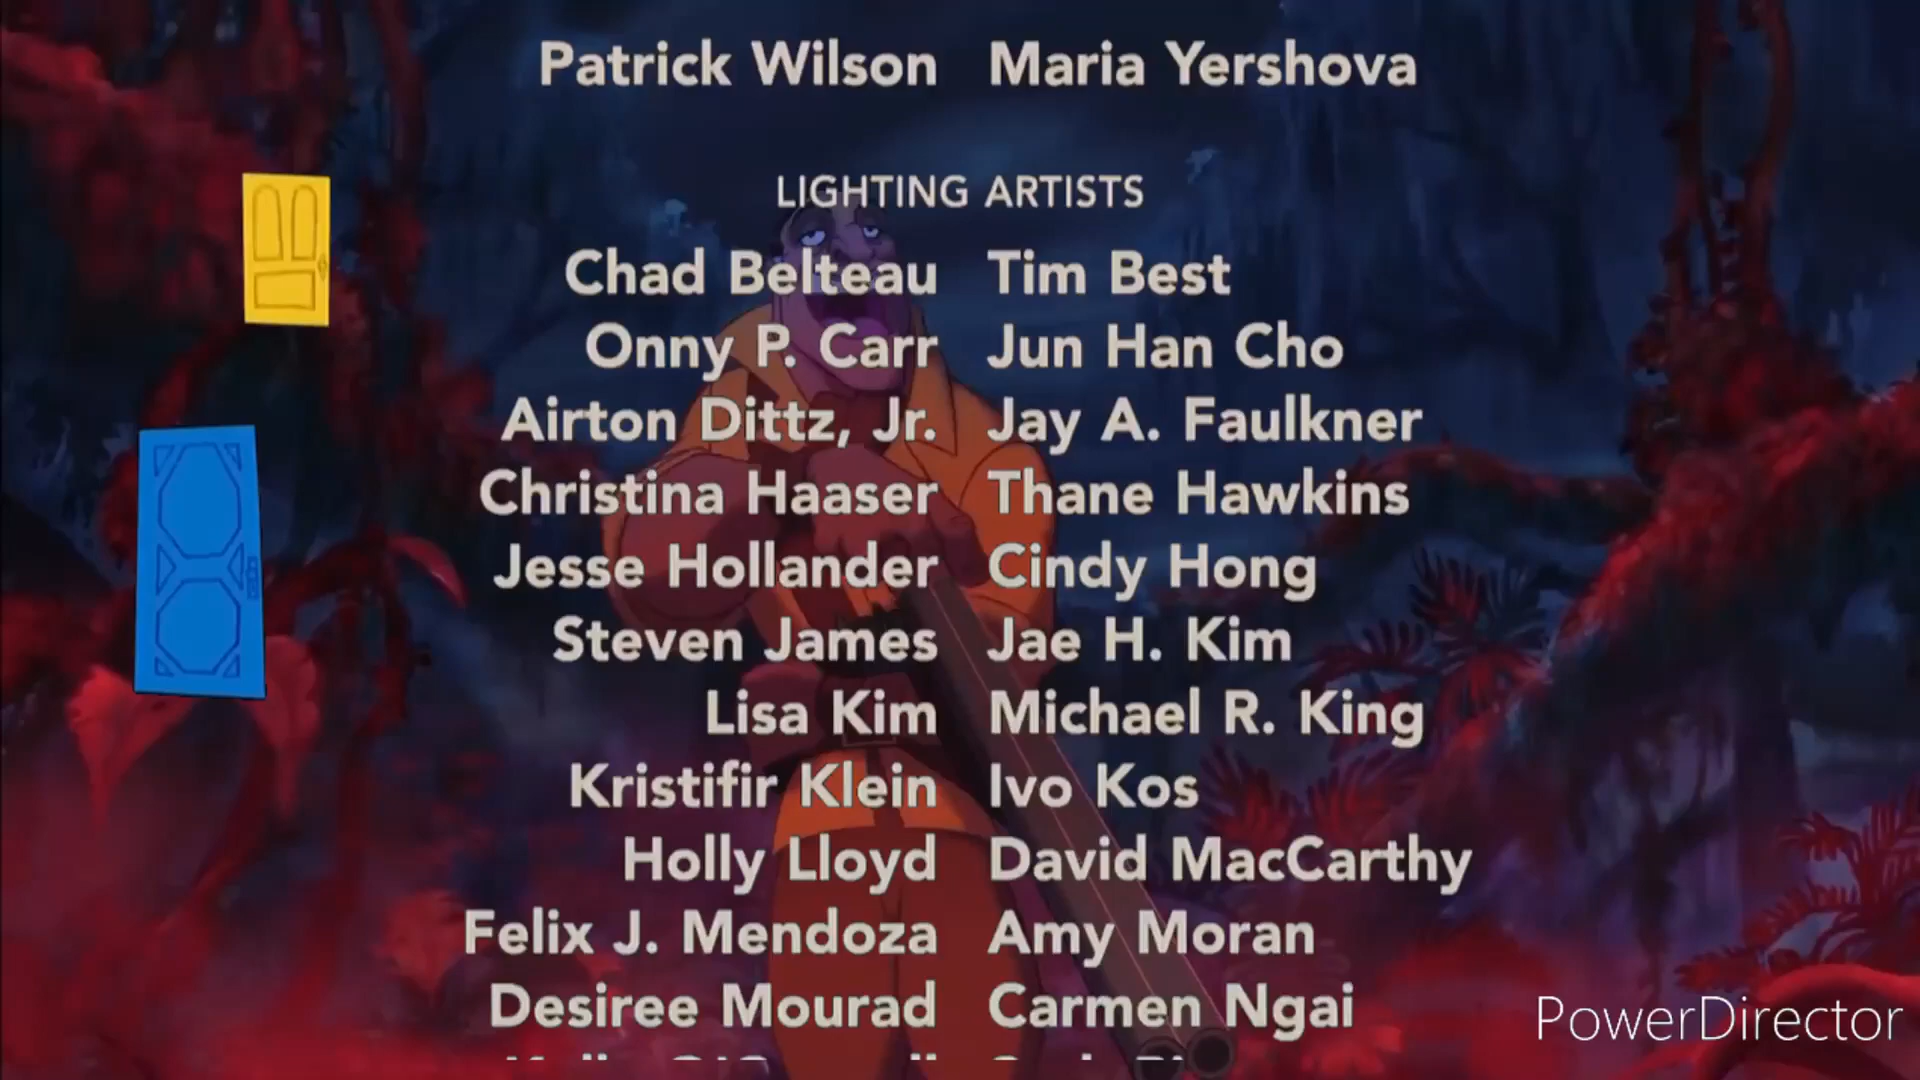 Patrick Wilson Maria Yershova
LIGHTING ARTISTS
Chad Belteau Tim Best
Onny P. Carr Jun Han Cho
Airton Dittz, Jr. Jay A. Faulkner
Christina Haaser Thane Hawkins
Jesse Hollander Cindy Hong
Steven James Jae H. Kim
Lisa Kim Michael R. King
Kristifir Klein Ivo Kos
Holly Lloyd David MacCarthy
Felix J. Mendoza Amy Moran
Desiree Mourad Carmen Ngai
PowerDirector